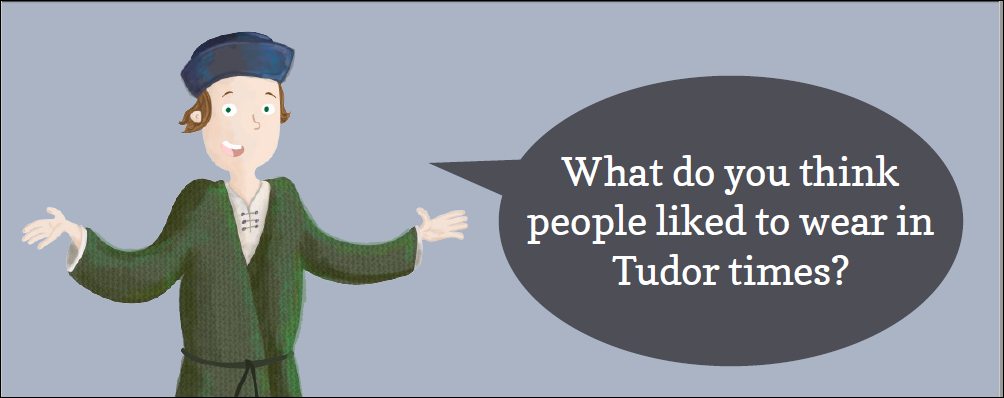 What do you think
people liked to wear in
Tudor times?